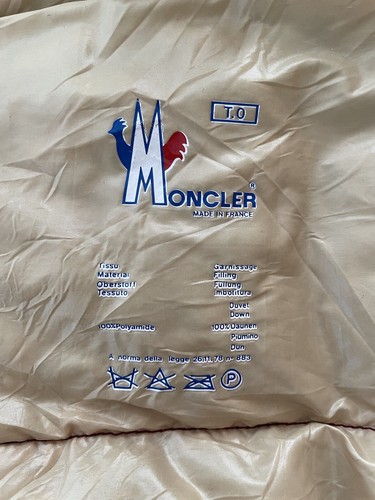 T.0
MONCLER®
MADE IN FRANCE
Tissu Garnissage
Material Filling
Oberstoff Füllung
Tessuto Imbottitura
Duvet
Down
100%Polyamide 100%Daunen
Piumino
Dun
A norma della legge 26.11.78 n° 883
P